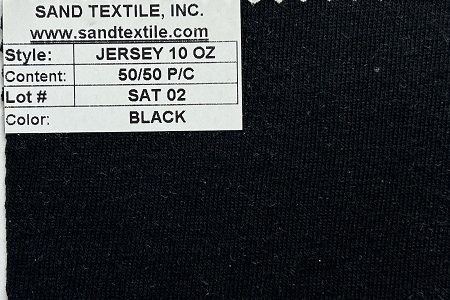 SAND TEXTILE, INC.
www.sandtextile.com
Style: JERSEY 10 OZ
Content: 50/50 P/C
Lot # SAT 02
Color: BLACK